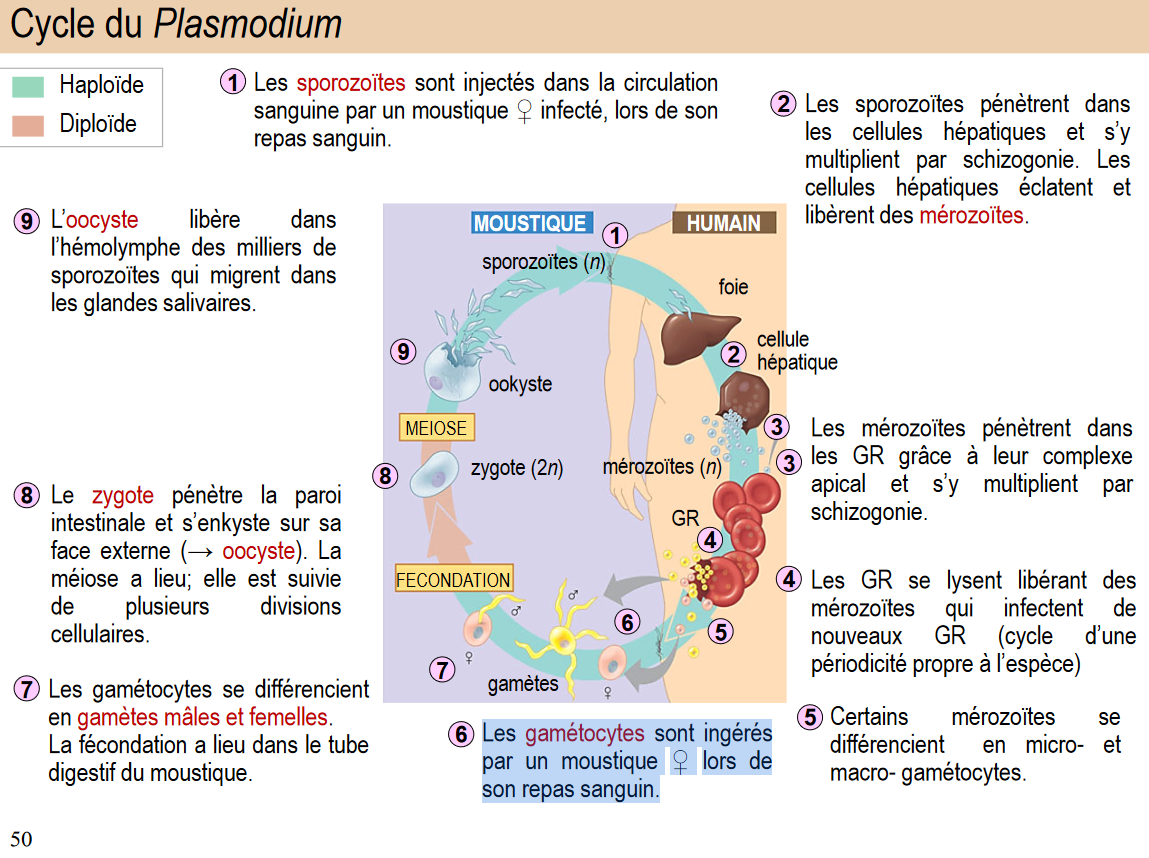 Cycle du Plasmodium
Haploïde
Diploïde
1 Les sporozoïtes sont injectés dans la circulation
sanguine par un moustique ♀ infecté, lors de son
repas sanguin.
2 Les sporozoïtes pénètrent dans
les cellules hépatiques et s’y
multiplient par schizogonie. Les
cellules hépatiques éclatent et
libèrent des mérozoïtes.
9 L’oocyste libère dans
l’hémolymphe des milliers de
sporozoïtes qui migrent dans
les glandes salivaires.
MOUSTIQUE
1
HUMAIN
sporozoïtes (n)
foie
9
2
cellule
hépatique
ookyste
MEIOSE
3
8
zygote (2n)
mérozoïtes (n)
3 Les mérozoïtes pénètrent dans
les GR grâce à leur complexe
apical et s’y multiplient par
schizogonie.
8 Le zygote pénètre la paroi
intestinale et s’enkyste sur sa
face externe (→ oocyste). La
méiose a lieu; elle est suivie
de plusieurs divisions
cellulaires.
GR
4
FECONDATION
4 Les GR se lysent libérant des
mérozoïtes qui infectent de
nouveaux GR (cycle d’une
périodicité propre à l’espèce)
♂
♂
6
5
♀
7
gamètes
♀
7 Les gamétocytes se différencient
en gamètes mâles et femelles.
La fécondation a lieu dans le tube
digestif du moustique.
6 Les gamétocytes sont ingérés
par un moustique ♀ lors de
son repas sanguin.
5 Certains mérozoïtes se
différencient en micro- et
macro- gamétocytes.
50